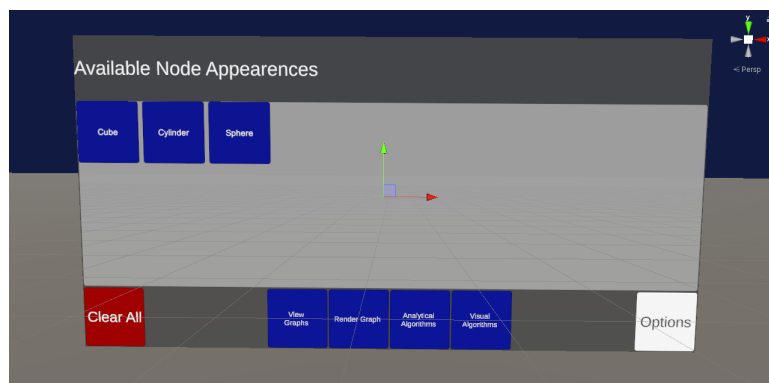 Available Node Appearences
Cube
Cylinder
Sphere
Clear All
View
Graphs
Render Graph
Analytical
Algorithms
Visual
Algorithms
Options
y
x
Persp